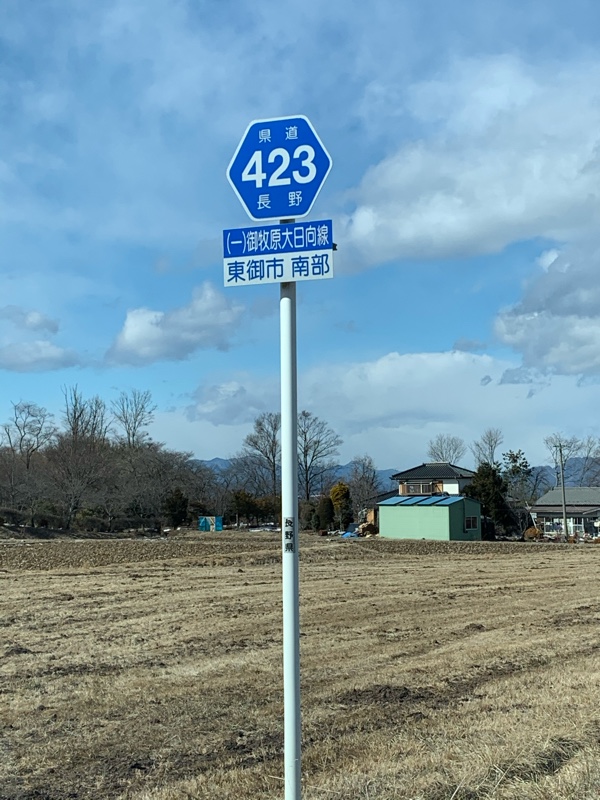 県道
423
長野
(一)御牧原大日向線
東御市 南部
長野県